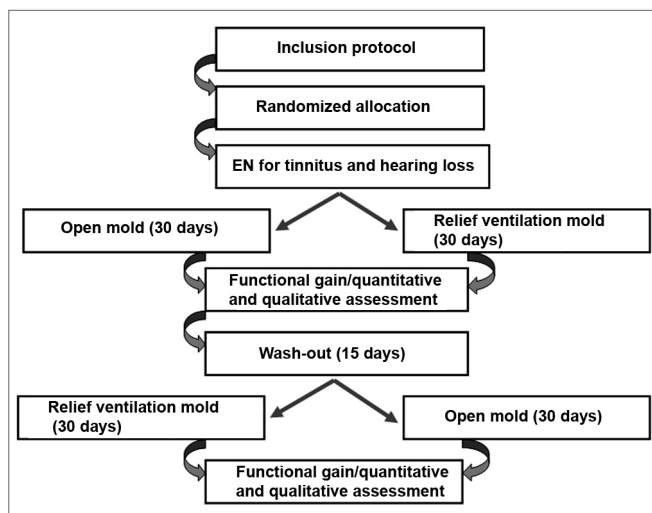 Inclusion protocol
Randomized allocation
EN for tinnitus and hearing loss
Open mold (30 days)
Relief ventilation mold
(30 days)
Functional gain/quantitative
and qualitative assessment
Wash-out (15 days)
Relief ventilation mold
(30 days)
Open mold (30 days)
Functional gain/quantitative
and qualitative assessment